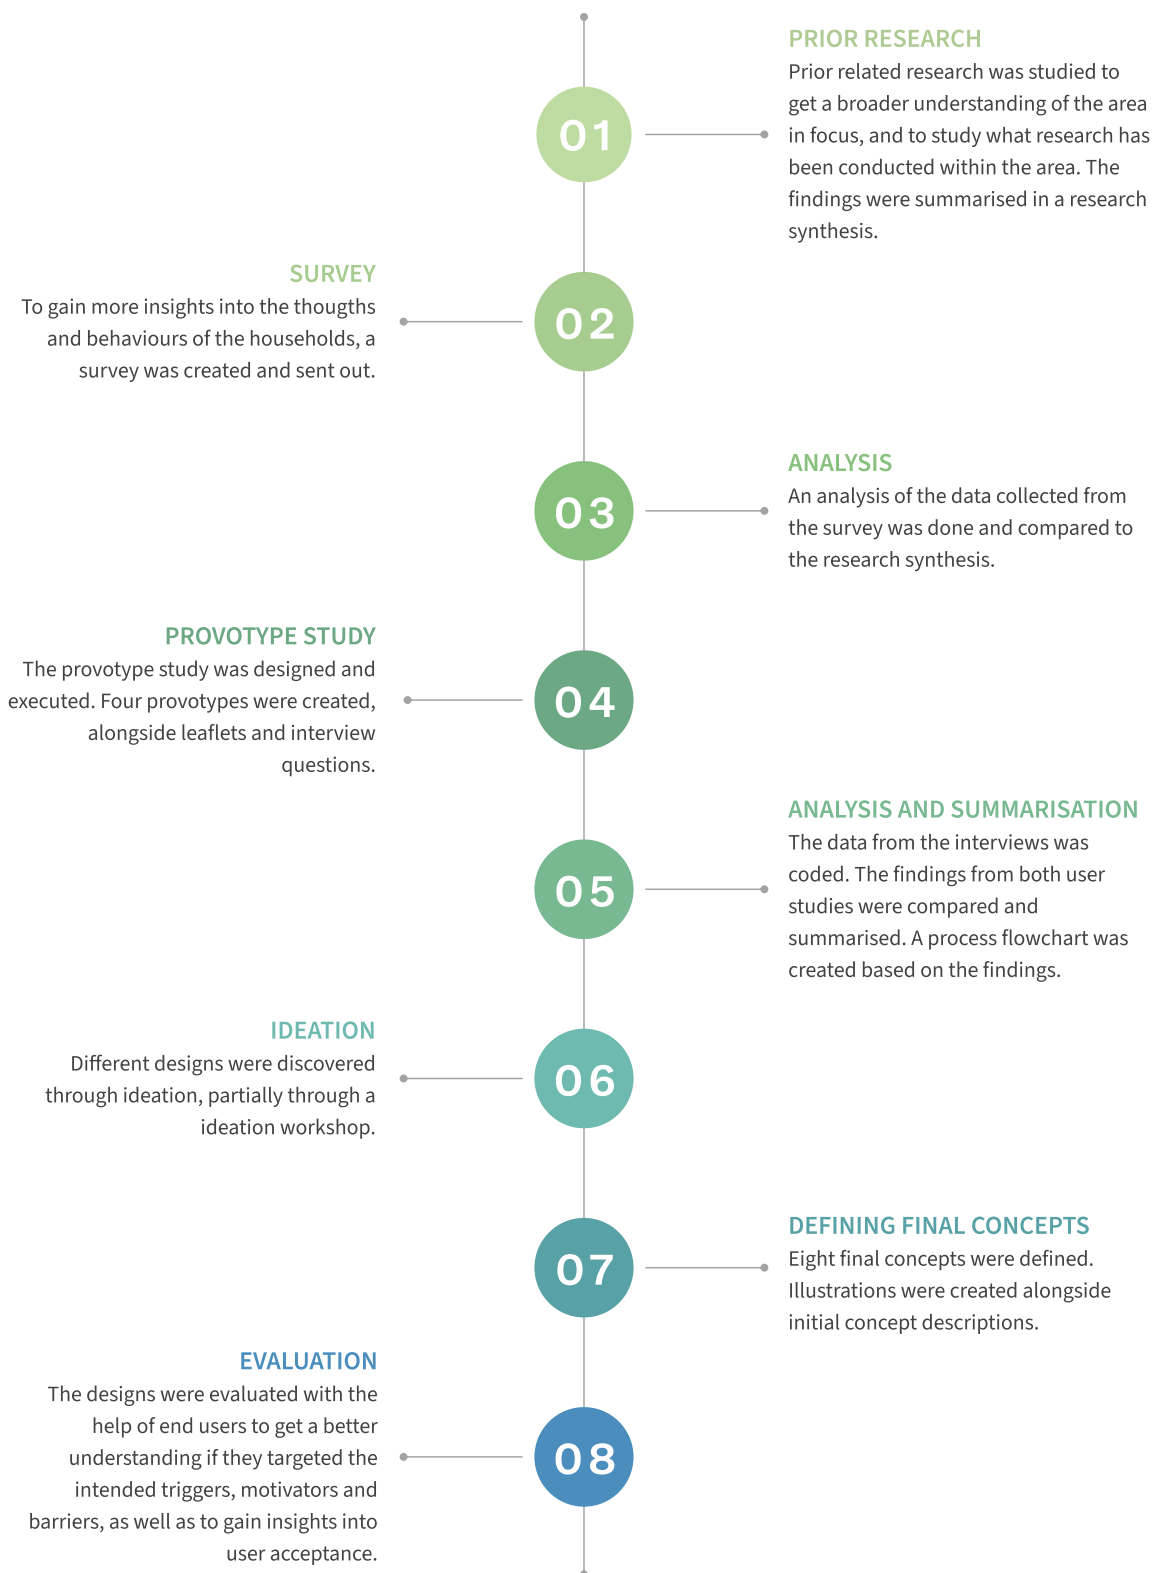 PRIOR RESEARCH
Prior related research was studied to
get a broader understanding of the area
in focus, and to study what research has
been conducted within the area. The
findings were summarised in a research
synthesis.
01
SURVEY
To gain more insights into the thougths
and behaviours of the households, a
survey was created and sent out.
02
ANALYSIS
An analysis of the data collected from
the survey was done and compared to
the research synthesis.
03
PROVOTYPE STUDY
The provotype study was designed and
executed. Four provotypes were created,
alongside leaflets and interview
questions.
04
ANALYSIS AND SUMMARISATION
The data from the interviews was
coded. The findings from both user
studies were compared and
summarised. A process flowchart was
created based on the findings.
05
IDEATION
Different designs were discovered
through ideation, partially through a
ideation workshop.
06
DEFINING FINAL CONCEPTS
Eight final concepts were defined.
Illustrations were created alongside
initial concept descriptions.
07
EVALUATION
The designs were evaluated with the
help of end users to get a better
understanding if they targeted the
intended triggers, motivators and
barriers, as well as to gain insights into
user acceptance.
08